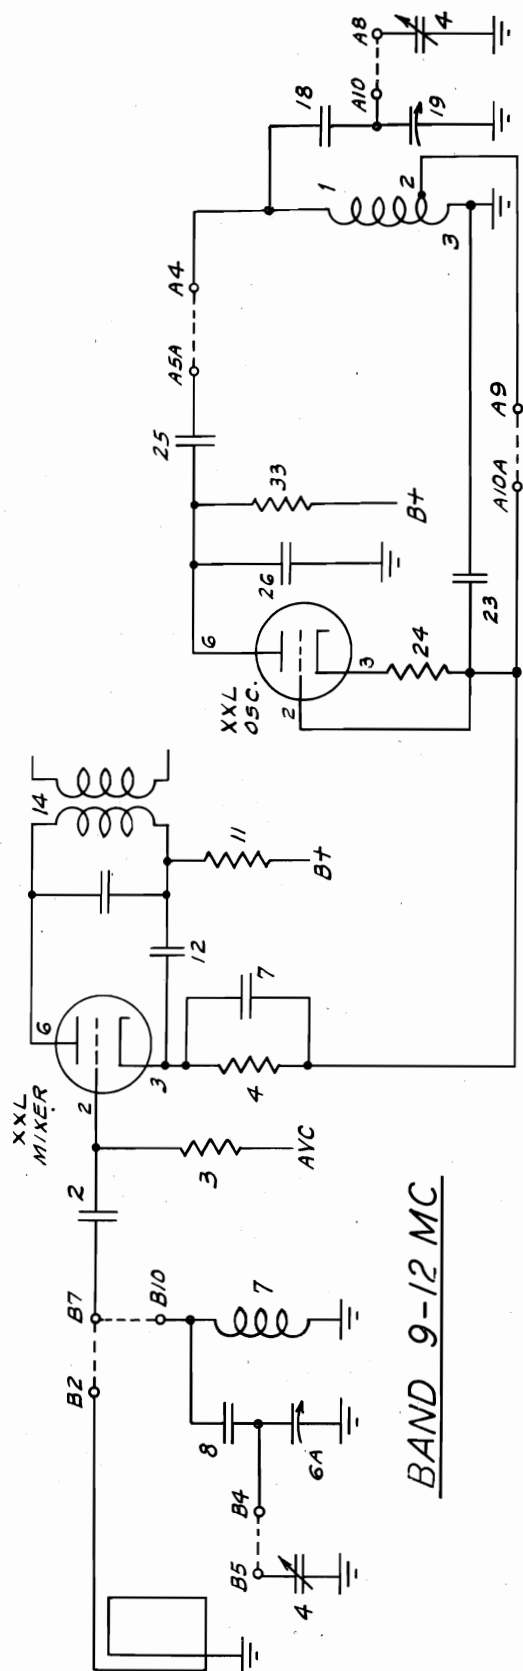 BAND 9-12 MC
XXL
MIXER
XXL
OSC.
B2
B7
B10
B5
B4
4
6A
8
7
2
3
AVC
2
6
3
4
7
12
11
B+
14
2
6
3
24
23
26
33
B+
25
A5A
A4
A10A
A9
1
2
3
18
19
A10
A8
4